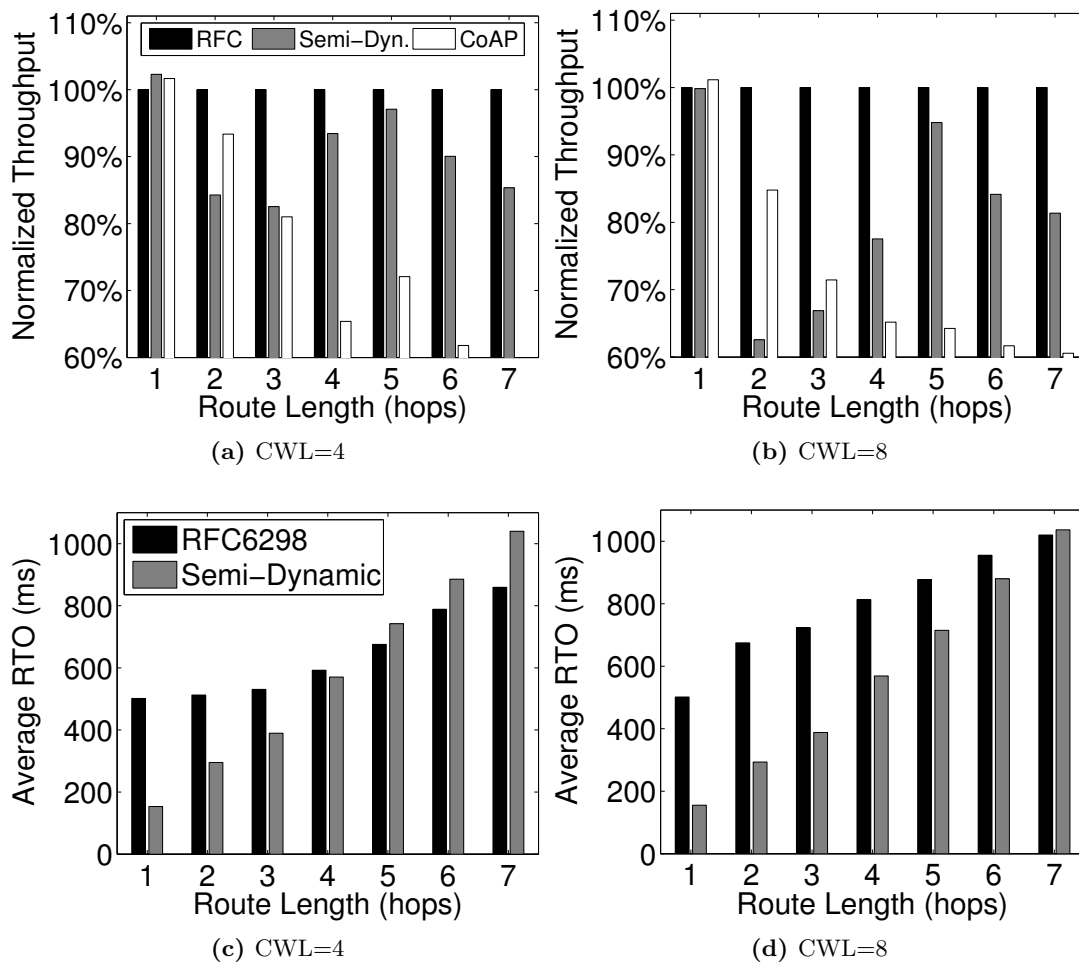 110%
100%
90%
80%
70%
60%
Normalized Throughput
RFC Semi-Dyn. CoAP
1 2 3 4 5 6 7
Route Length (hops)
(a) CWL=4
110%
100%
90%
80%
70%
60%
Normalized Throughput
1 2 3 4 5 6 7
Route Length (hops)
(b) CWL=8
1000
800
600
400
200
0
Average RTO (ms)
RFC6298
Semi-Dynamic
1 2 3 4 5 6 7
Route Length (hops)
(c) CWL=4
1000
800
600
400
200
0
Average RTO (ms)
1 2 3 4 5 6 7
Route Length (hops)
(d) CWL=8